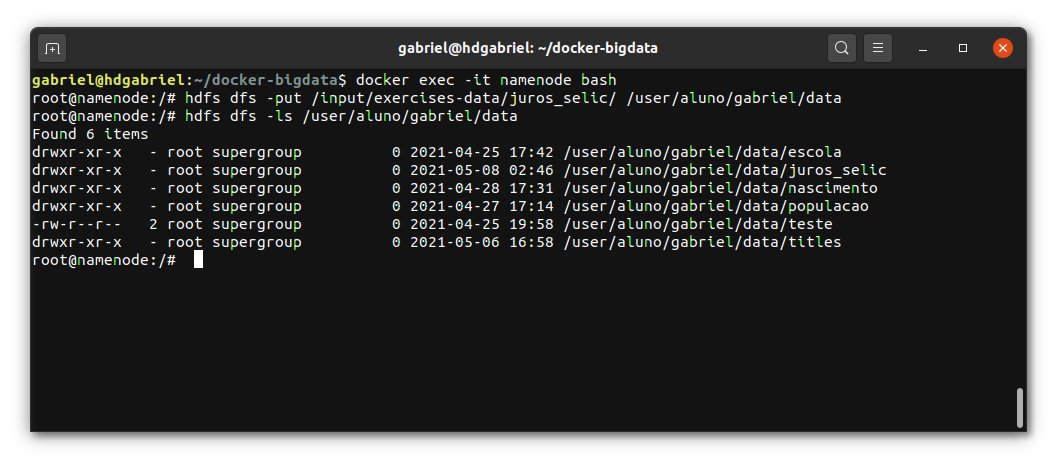 gabriel@hdgabriel: ~/docker-bigdata
gabriel@hdgabriel:~/docker-bigdata$ docker exec -it namenode bash
root@namenode:/# hdfs dfs -put /input/exercises-data/juros_selic/ /user/aluno/gabriel/data
root@namenode:/# hdfs dfs -ls /user/aluno/gabriel/data
Found 6 items
drwxr-xr-x   - root supergroup          0 2021-04-25 17:42 /user/aluno/gabriel/data/escola
drwxr-xr-x   - root supergroup          0 2021-05-08 02:46 /user/aluno/gabriel/data/juros_selic
drwxr-xr-x   - root supergroup          0 2021-04-28 17:31 /user/aluno/gabriel/data/nascimento
drwxr-xr-x   - root supergroup          0 2021-04-27 17:14 /user/aluno/gabriel/data/populacao
-rw-r--r--   2 root supergroup          0 2021-04-25 19:58 /user/aluno/gabriel/data/teste
drwxr-xr-x   - root supergroup          0 2021-05-06 16:58 /user/aluno/gabriel/data/titles
root@namenode:/#